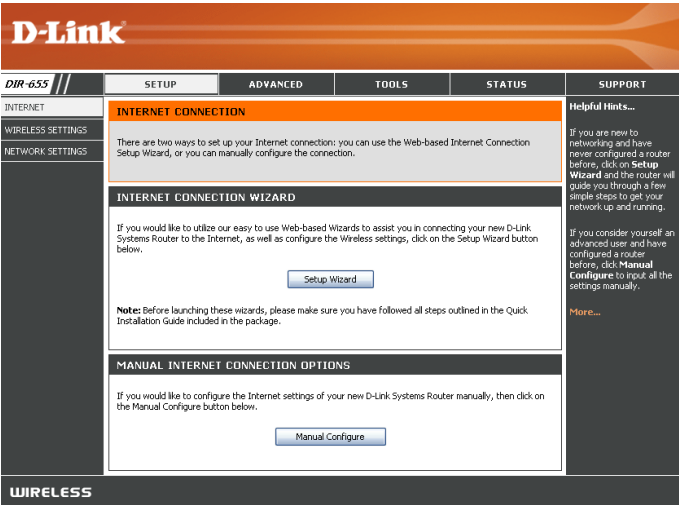 D-Link
DIR-655
SETUP
ADVANCED
TOOLS
STATUS
SUPPORT
INTERNET
WIRELESS SETTINGS
NETWORK SETTINGS
INTERNET CONNECTION
There are two ways to set up your Internet connection: you can use the Web-based Internet Connection
Setup Wizard, or you can manually configure the connection.
INTERNET CONNECTION WIZARD
If you would like to utilize our easy to use Web-based Wizards to assist you in connecting your new D-Link
Systems Router to the Internet, as well as configure the Wireless settings, click on the Setup Wizard button
below.
Setup Wizard
Note: Before launching these wizards, please make sure you have followed all steps outlined in the Quick
Installation Guide included in the package.
MANUAL INTERNET CONNECTION OPTIONS
If you would like to configure the Internet settings of your new D-Link Systems Router manually, then click on
the Manual Configure button below.
Manual Configure
Helpful Hints...
If you are new to
networking and have
never configured a router
before, click on Setup
Wizard and the router will
guide you through a few
simple steps to get your
network up and running.
If you consider yourself an
advanced user and have
configured a router
before, click Manual
Configure to input all the
settings manually.
More...
WIRELESS